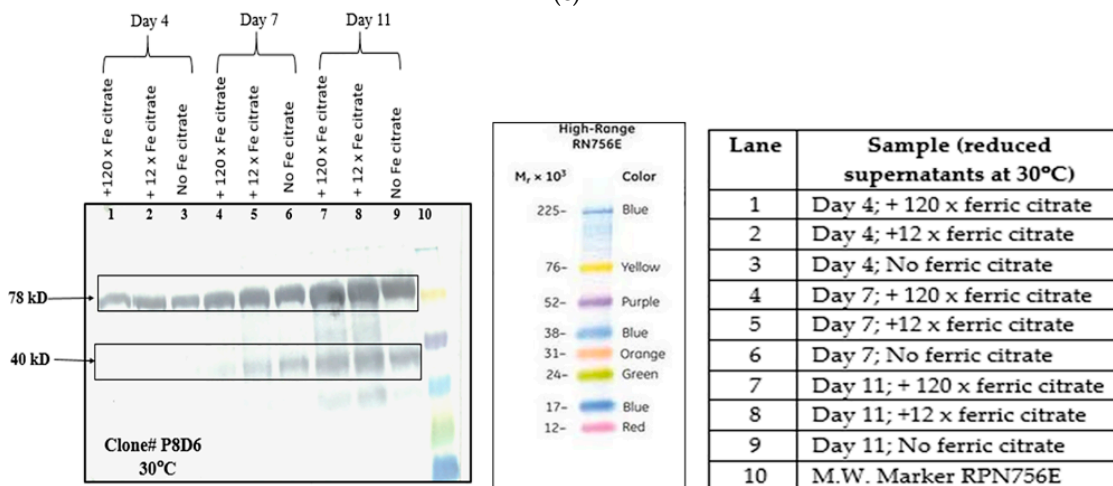 Day 4 Day 7 Day 11
+120 x Fe citrate
+ 12 x Fe citrate
No Fe citrate
+ 120 x Fe citrate
+ 12 x Fe citrate
No Fe citrate
+ 120 x Fe citrate
+ 12 x Fe citrate
No Fe citrate
1 2 3 4 5 6 7 8 9 10
78 kD
40 kD
Clone# P8D6
30°C
High-Range
RN756E
Mr × 10³ Color
225– Blue
76– Yellow
52– Purple
38– Blue
31– Orange
24– Green
17– Blue
12– Red
Lane Sample (reduced
supernatants at 30°C)
1 Day 4; + 120 x ferric citrate
2 Day 4; +12 x ferric citrate
3 Day 4; No ferric citrate
4 Day 7; + 120 x ferric citrate
5 Day 7; +12 x ferric citrate
6 Day 7; No ferric citrate
7 Day 11; + 120 x ferric citrate
8 Day 11; +12 x ferric citrate
9 Day 11; No ferric citrate
10 M.W. Marker RPN756E